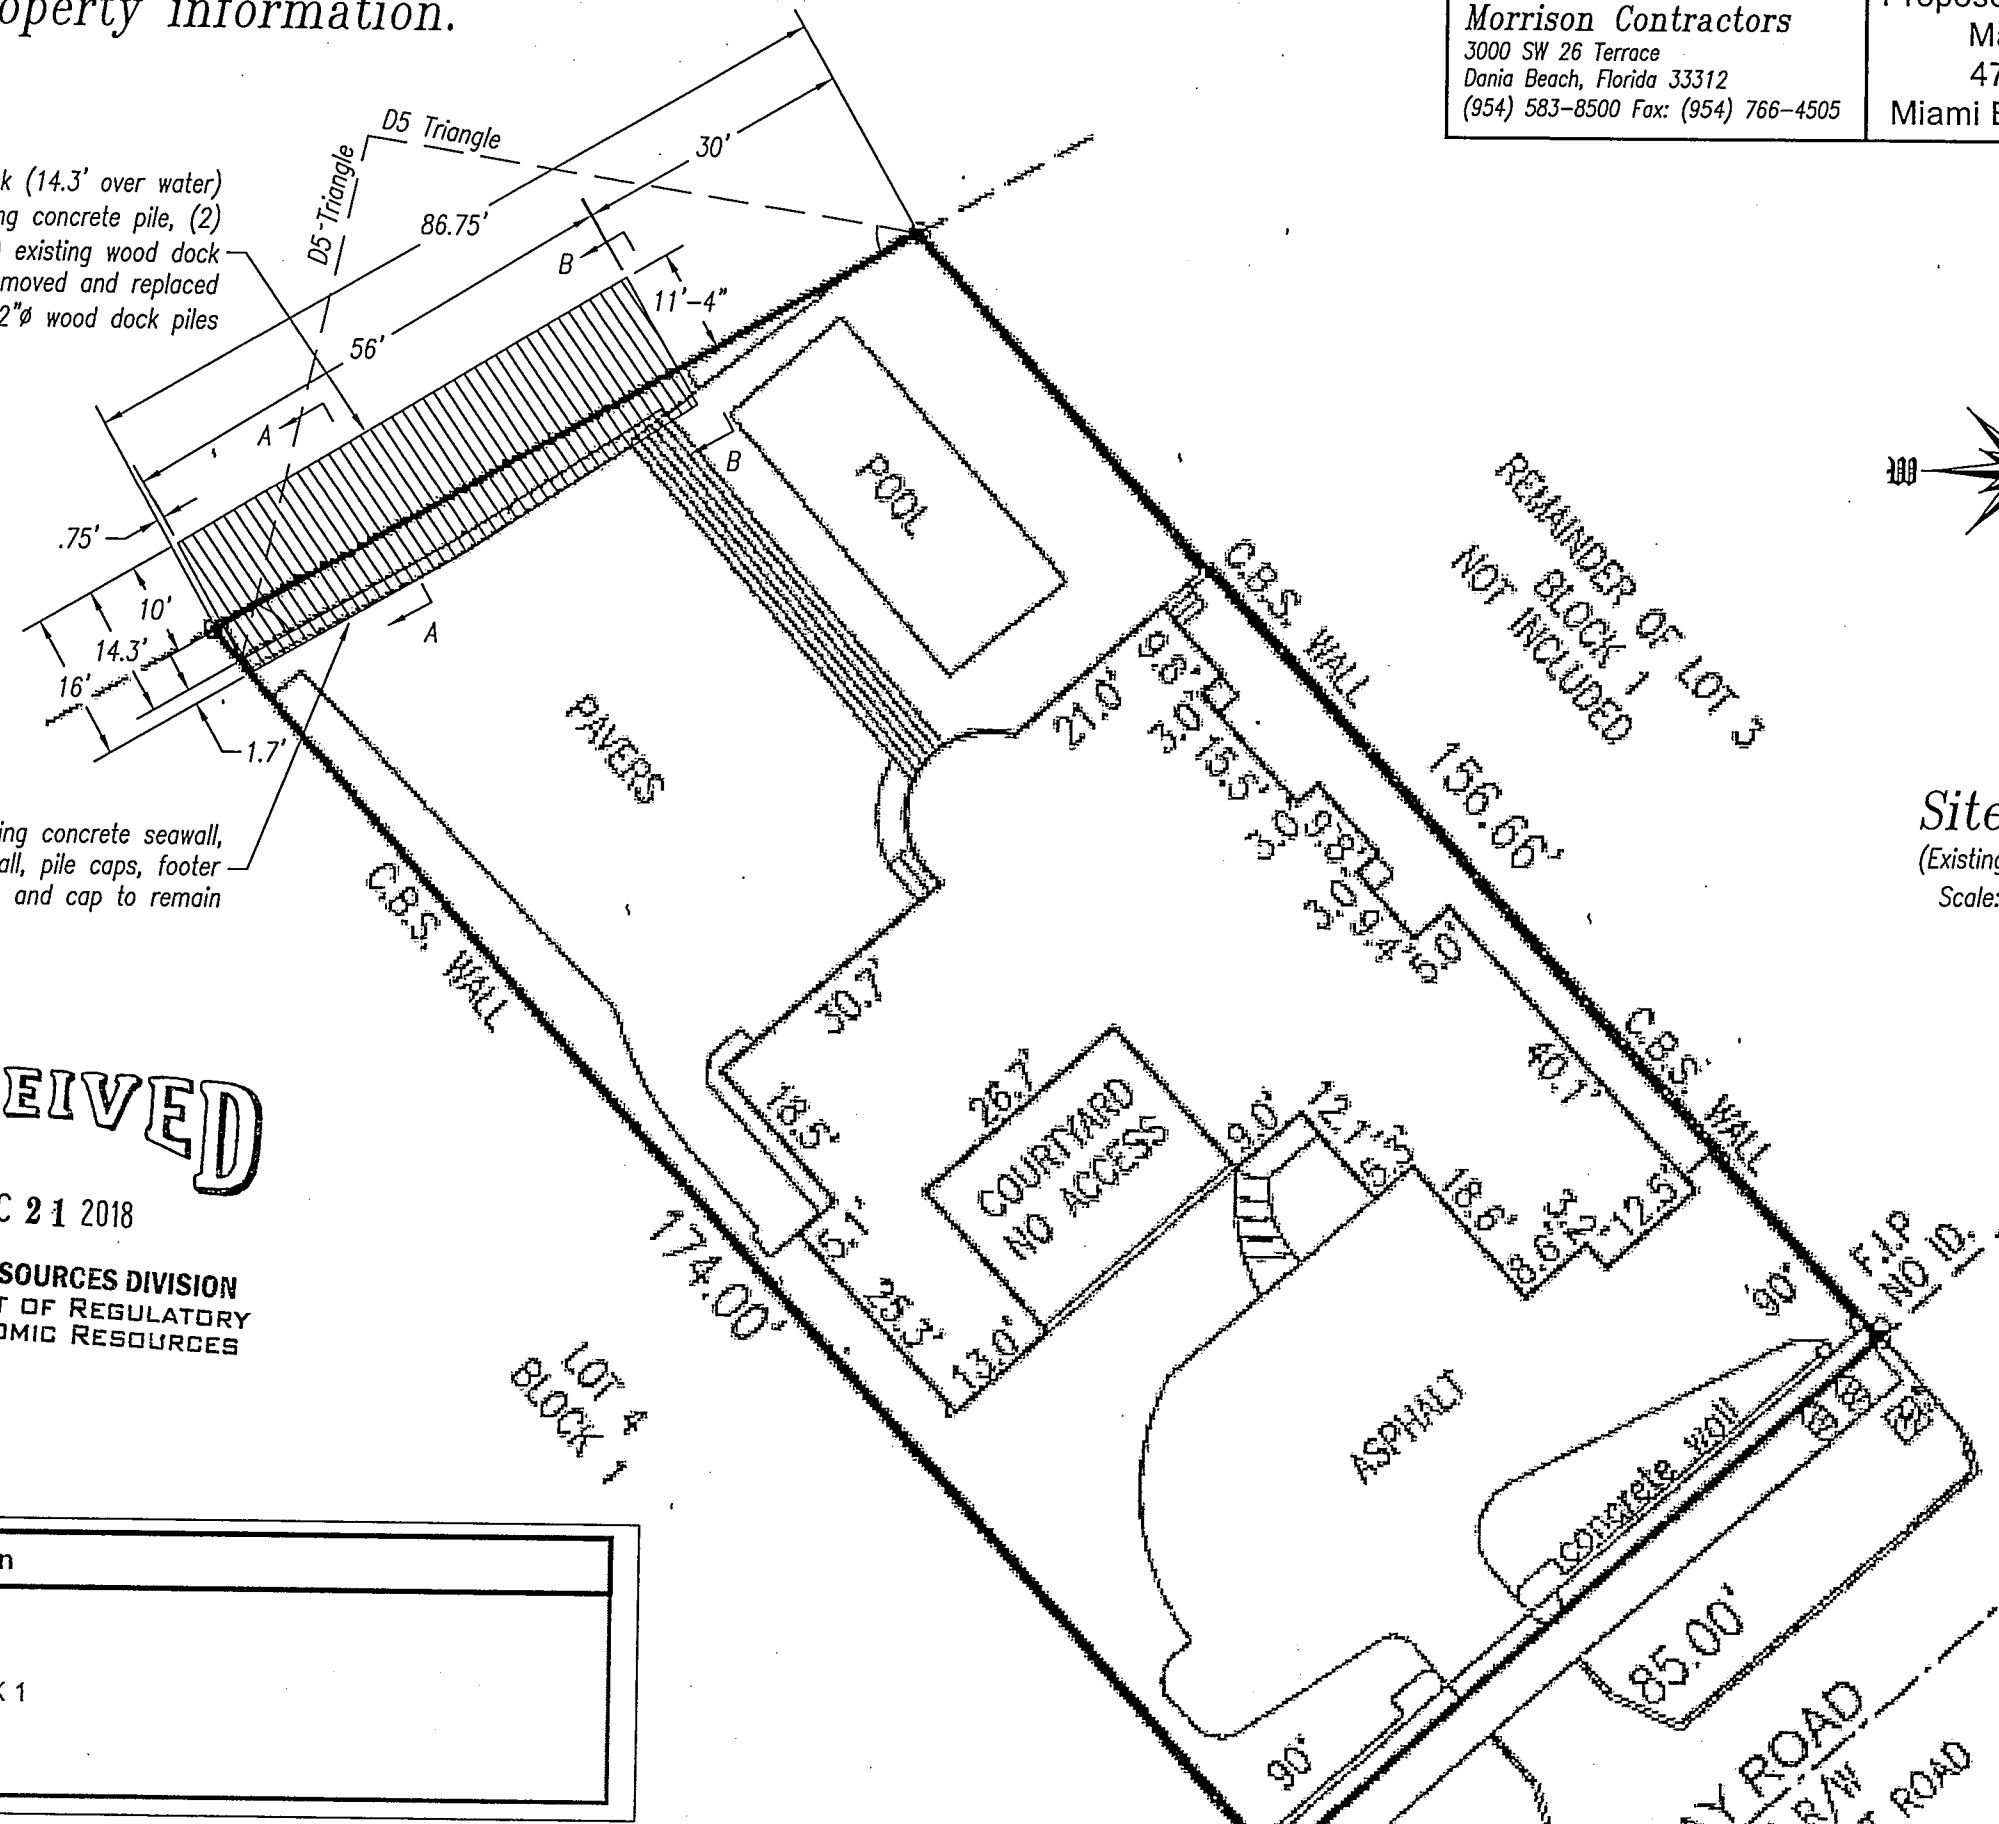 operty information.
Morrison Contractors
3000 SW 26 Terrace
Dania Beach, Florida 33312
(954) 583-8500 Fax: (954) 766-4505
Miami
D5 Triangle
D5 Triangle
k (14.3' over water)
ng concrete pile, (2)
existing wood dock
moved and replaced
2"ø wood dock piles
30'
86.75'
56'
11'-4"
B
B
A
A
.75'
10'
14.3'
16'
1.7'
ing concrete seawall,
all, pile caps, footer
and cap to remain
POOL
PAVERS
C.B.S. WALL
C.B.S. WALL
C.B.S. WALL
REMAINDER OF LOT 3
BLOCK 1
NOT INCLUDED
W
156.66'
Site
(Existing
Scale:
9.8'
3.0'
15.5'
3.0'
9.8'
3.0'
9.4'
21.0'
30.7'
40.1'
18.5'
26.7'
COURTYARD
NO ACCESS
9.0'
12.1'
18.6'
8.6'
12.5'
5.1'
25.3'
13.0'
174.00'
LOT 4
BLOCK 1
EIVED
C 21 2018
SOURCES DIVISION
T OF REGULATORY
OMIC RESOURCES
F.I.P.
NO ID.
90°
ASPHALT
concrete wall
85.00'
90°
Y ROAD
R/W
ROAD
n
K 1